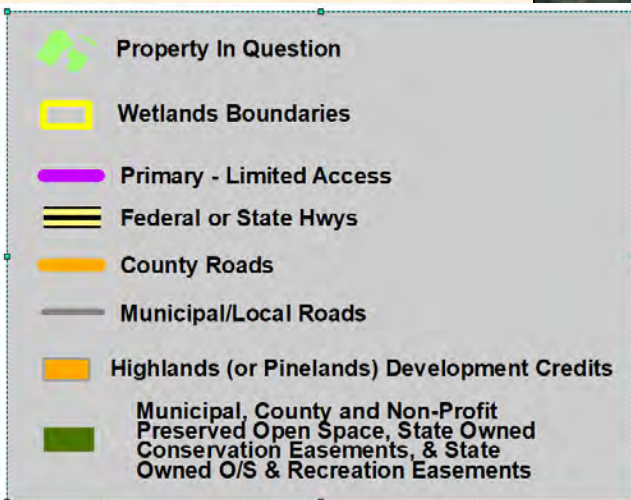 Property In Question
Wetlands Boundaries
Primary - Limited Access
Federal or State Hwys
County Roads
Municipal/Local Roads
Highlands (or Pinelands) Development Credits
Municipal, County and Non-Profit
Preserved Open Space, State Owned
Conservation Easements, & State
Owned O/S & Recreation Easements